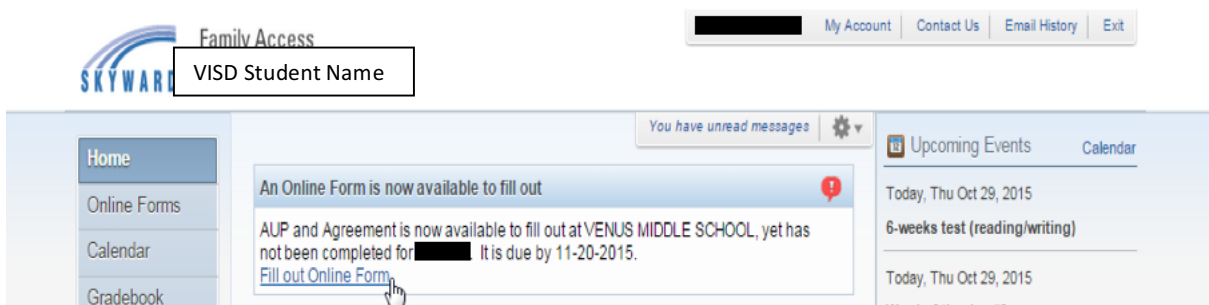 My Account Contact Us Email History Exit
Family Access
SKYWARD
VISD Student Name
You have unread messages
Home
Online Forms
Calendar
Gradebook
An Online Form is now available to fill out
AUP and Agreement is now available to fill out at VENUS MIDDLE SCHOOL, yet has
not been completed for . It is due by 11-20-2015.
Fill out Online Form
Upcoming Events Calendar
Today, Thu Oct 29, 2015
6-weeks test (reading/writing)
Today, Thu Oct 29, 2015